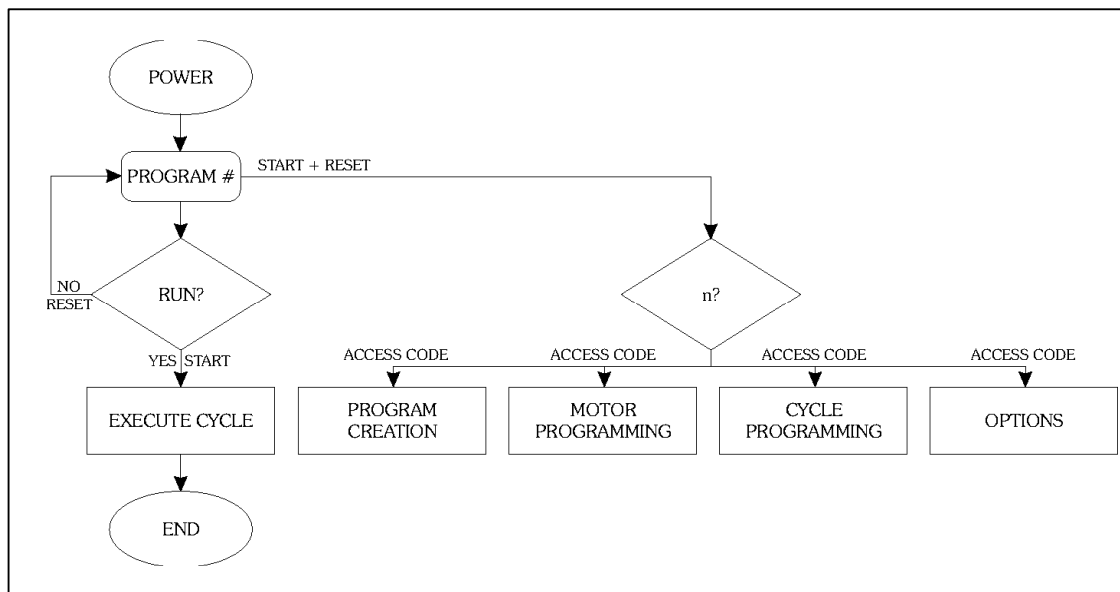 POWER
PROGRAM #
START + RESET
NO
RESET
RUN?
n?
YES START
ACCESS CODE
ACCESS CODE
ACCESS CODE
ACCESS CODE
EXECUTE CYCLE
PROGRAM
CREATION
MOTOR
PROGRAMMING
CYCLE
PROGRAMMING
OPTIONS
END